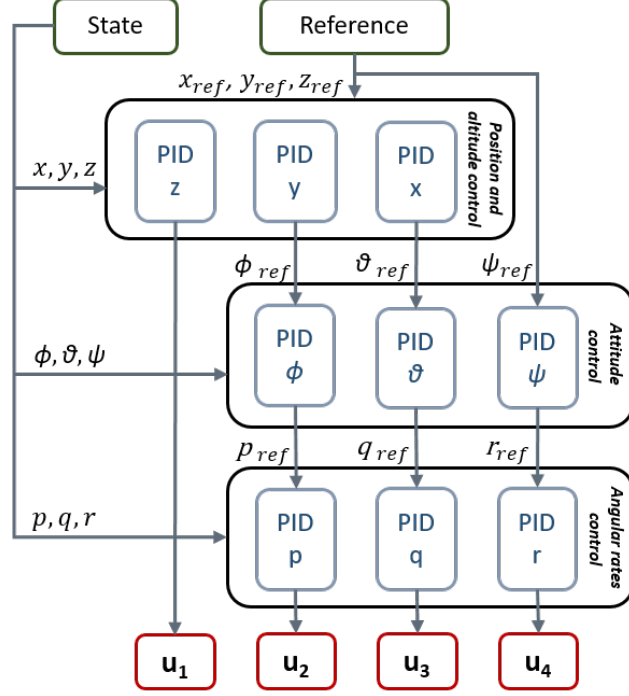 State
Reference
x_ref, y_ref, z_ref
PID
z
PID
y
PID
x
Position and
altitude control
x, y, z
ϕ_ref
ϑ_ref
ψ_ref
PID
ϕ
PID
ϑ
PID
ψ
Attitude
control
ϕ, ϑ, ψ
p_ref
q_ref
r_ref
PID
p
PID
q
PID
r
Angular rates
control
p, q, r
u₁
u₂
u₃
u₄